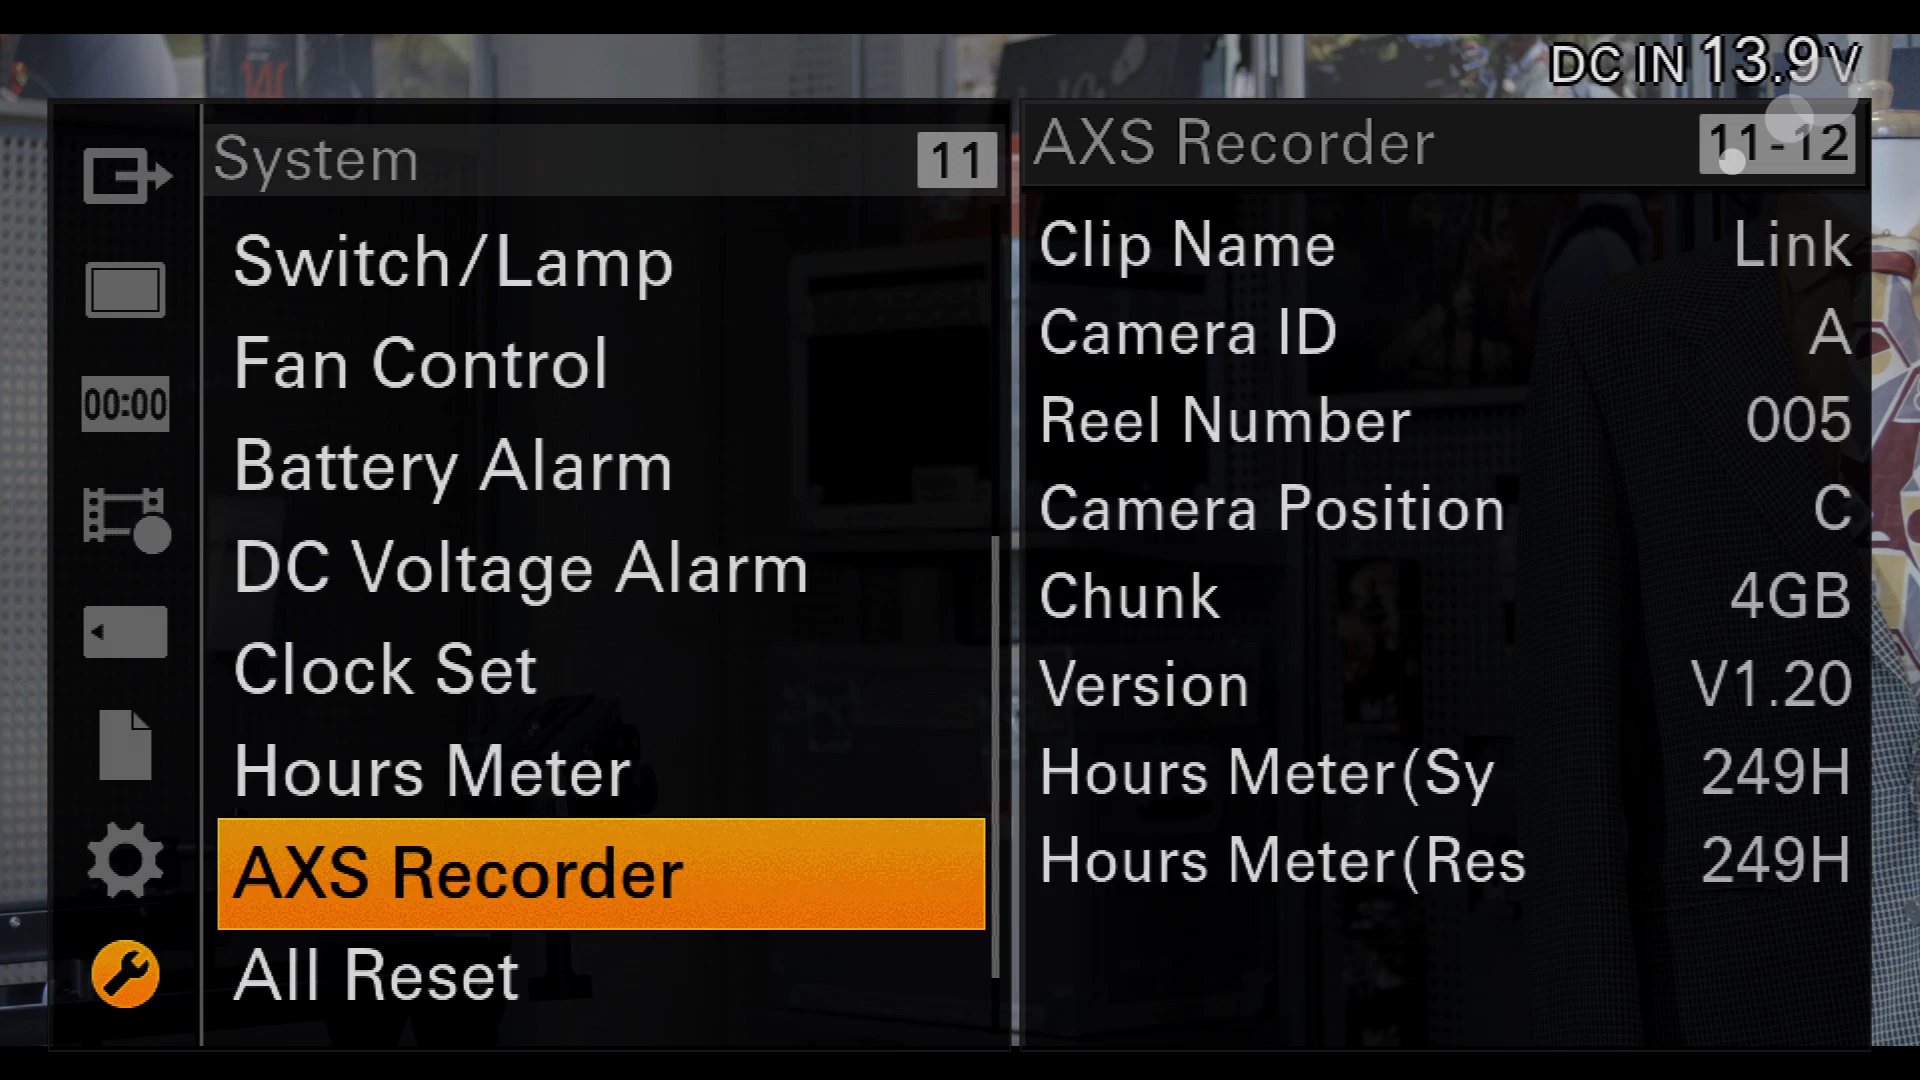 DC IN 13.9V
System 11
Switch/Lamp
Fan Control
Battery Alarm
DC Voltage Alarm
Clock Set
Hours Meter
AXS Recorder
All Reset
00:00
AXS Recorder 11-12
Clip Name Link
Camera ID A
Reel Number 005
Camera Position C
Chunk 4GB
Version V1.20
Hours Meter(Sy 249H
Hours Meter(Res 249H